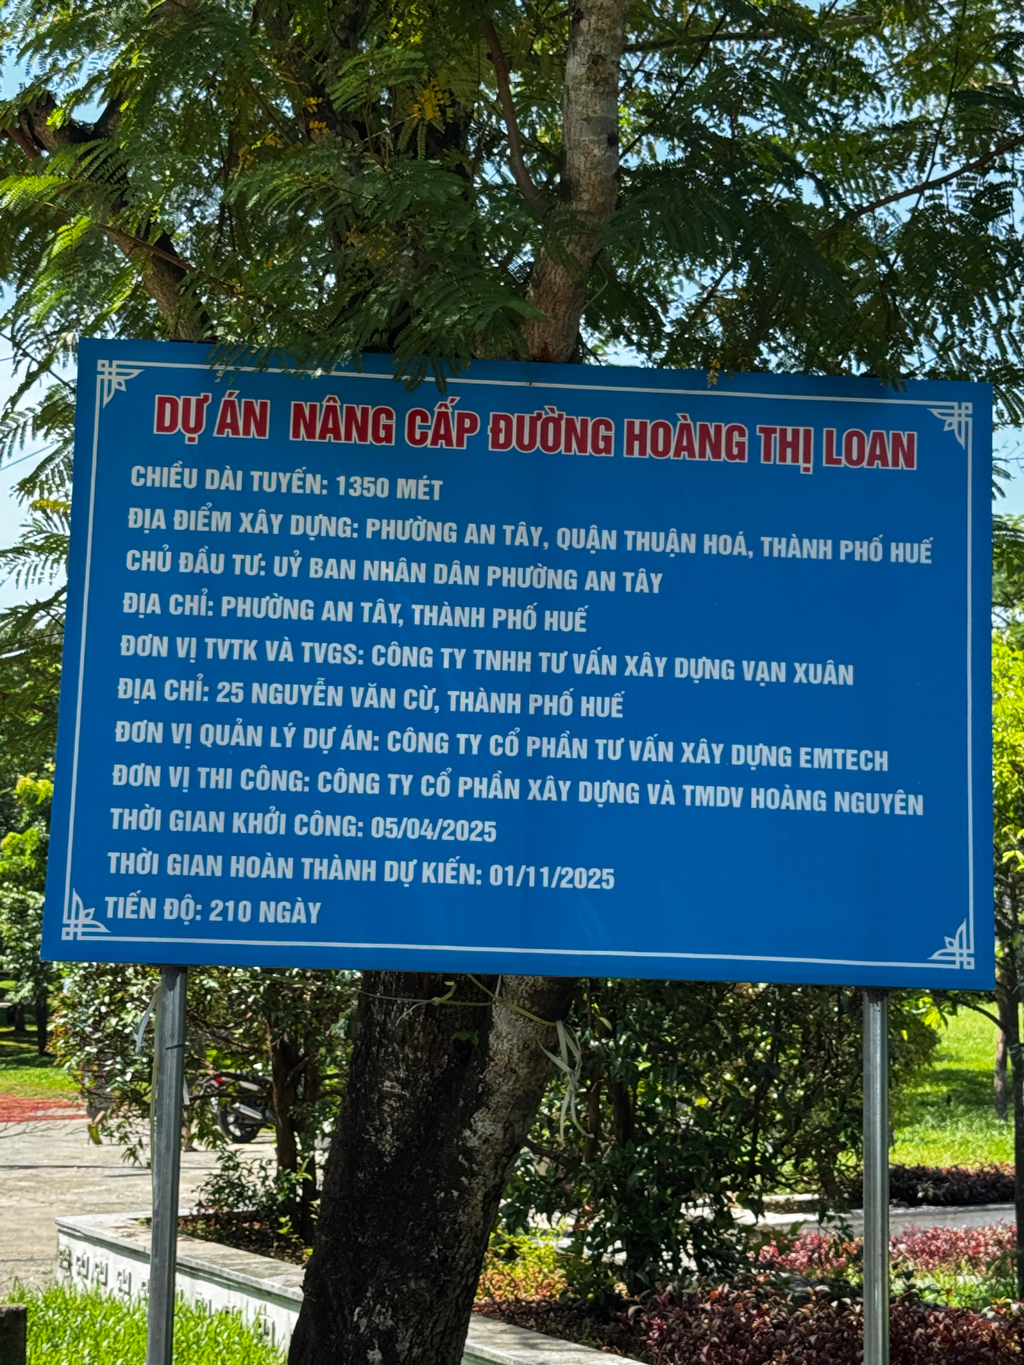 DỰ ÁN NÂNG CẤP ĐƯỜNG HOÀNG THỊ LOAN
CHIỀU DÀI TUYẾN: 1350 MÉT
ĐỊA ĐIỂM XÂY DỰNG: PHƯỜNG AN TÂY, QUẬN THUẬN HOÁ, THÀNH PHỐ HUẾ
CHỦ ĐẦU TƯ: UỶ BAN NHÂN DÂN PHƯỜNG AN TÂY
ĐỊA CHỈ: PHƯỜNG AN TÂY, THÀNH PHỐ HUẾ
ĐƠN VỊ TVTK VÀ TVGS: CÔNG TY TNHH TƯ VẤN XÂY DỰNG VẠN XUÂN
ĐỊA CHỈ: 25 NGUYỄN VĂN CỪ, THÀNH PHỐ HUẾ
ĐƠN VỊ QUẢN LÝ DỰ ÁN: CÔNG TY CỔ PHẦN TƯ VẤN XÂY DỰNG EMTECH
ĐƠN VỊ THI CÔNG: CÔNG TY CỔ PHẦN XÂY DỰNG VÀ TMDV HOÀNG NGUYÊN
THỜI GIAN KHỞI CÔNG: 05/04/2025
THỜI GIAN HOÀN THÀNH DỰ KIẾN: 01/11/2025
TIẾN ĐỘ: 210 NGÀY